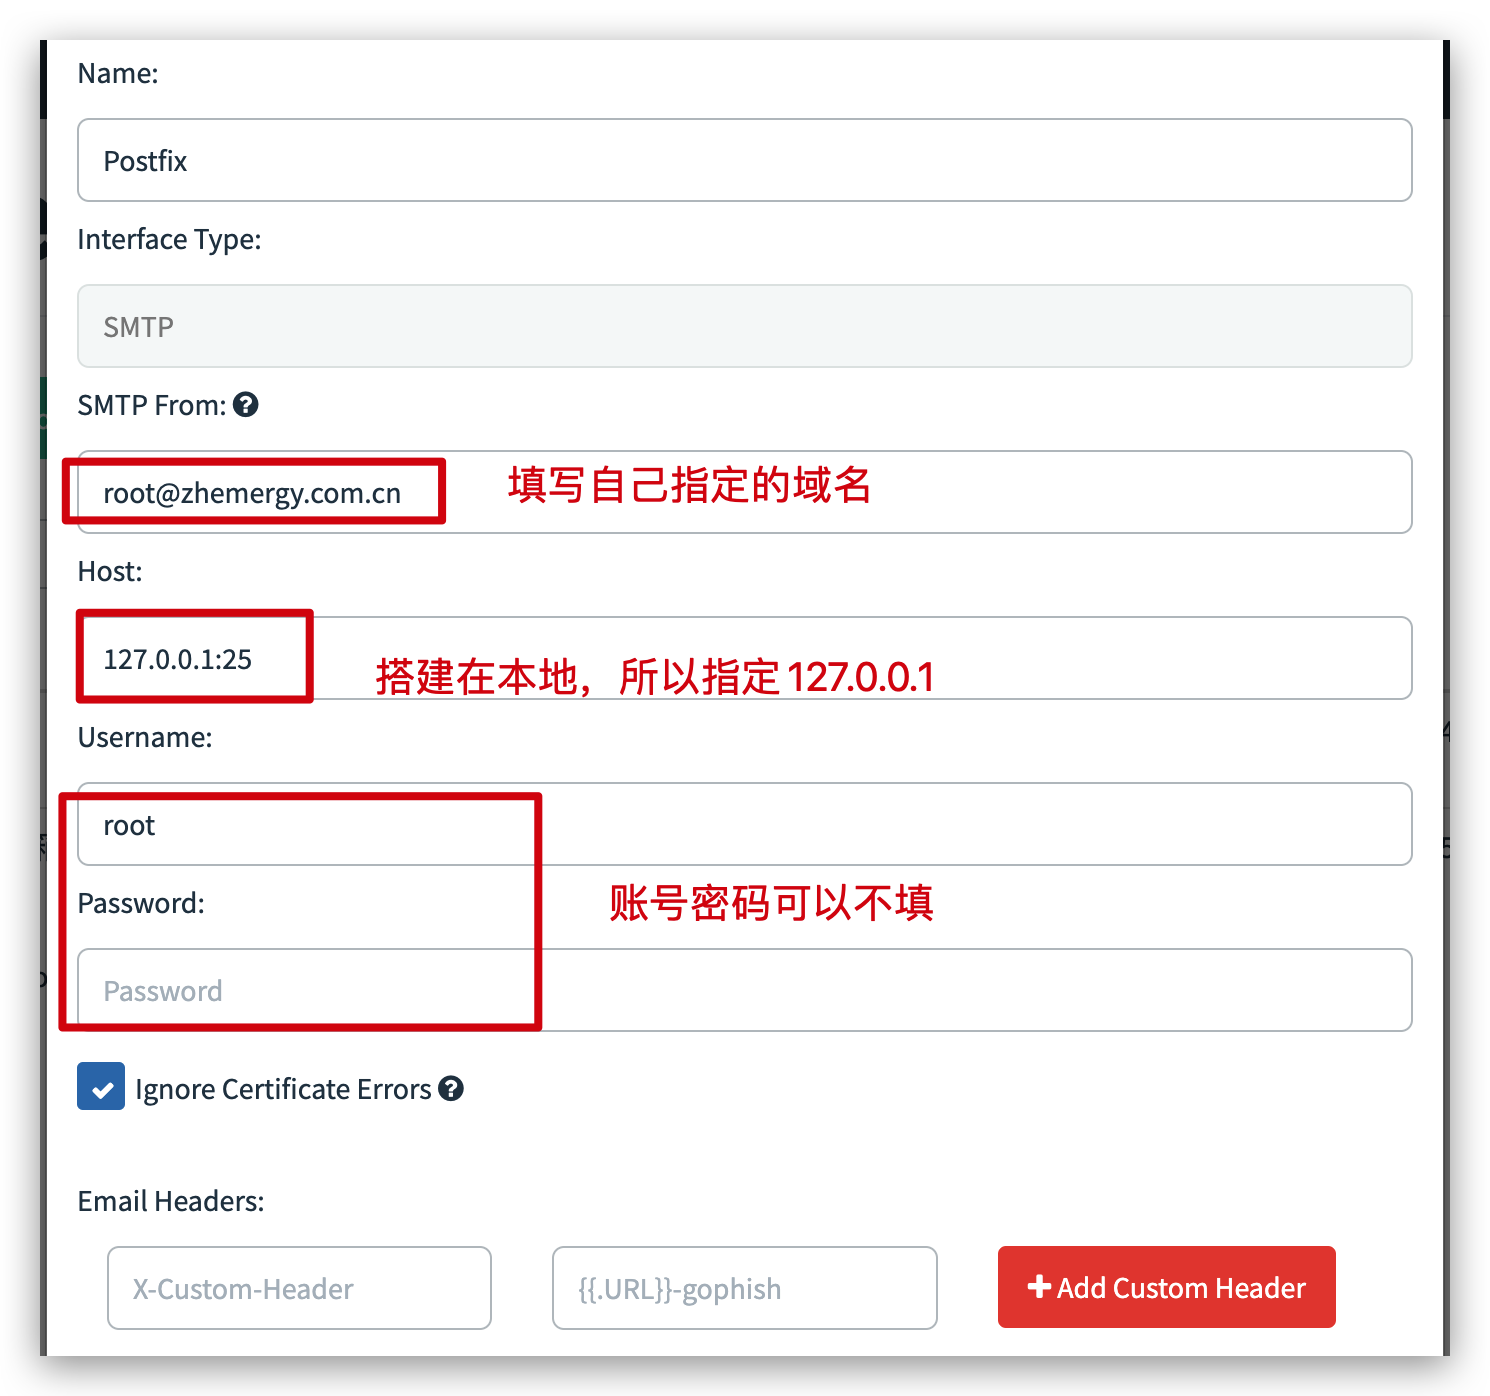 Name:
Postfix
Interface Type:
SMTP
SMTP From:
root@zhemergy.com.cn
填写自己指定的域名
Host:
127.0.0.1:25
搭建在本地，所以指定 127.0.0.1
Username:
root
Password:
账号密码可以不填
Password
Ignore Certificate Errors
Email Headers:
X-Custom-Header
{{.URL}}-gophish
Add Custom Header